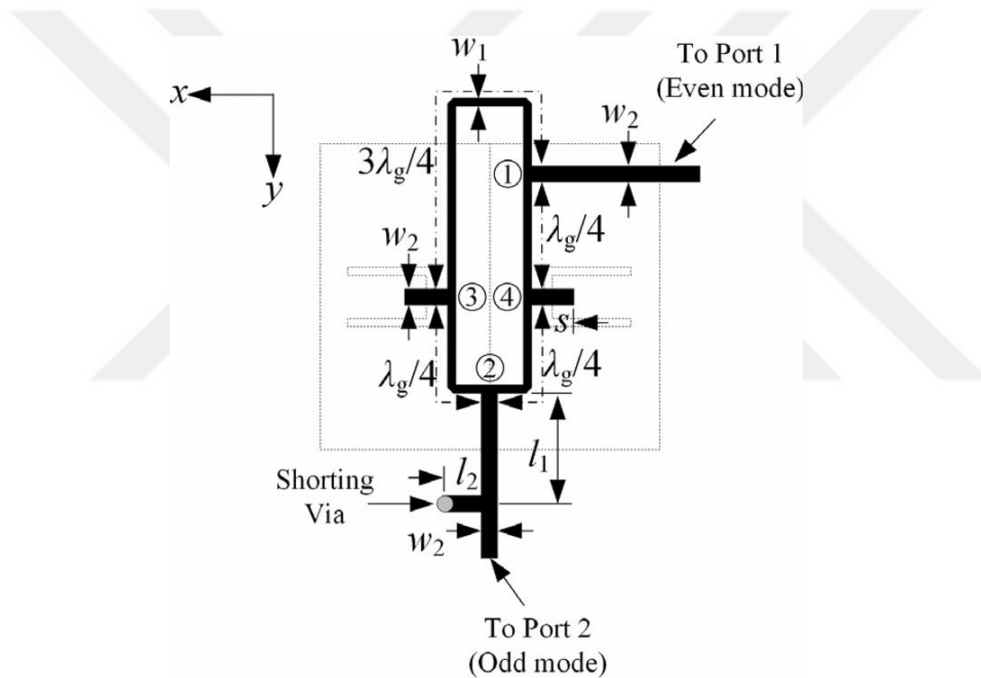 w₁
To Port 1
(Even mode)
x
w₂
3λg/4
①
y
λg/4
w₂
③
④
s
②
λg/4
λg/4
l₁
l₂
Shorting
Via
w₂
To Port 2
(Odd mode)